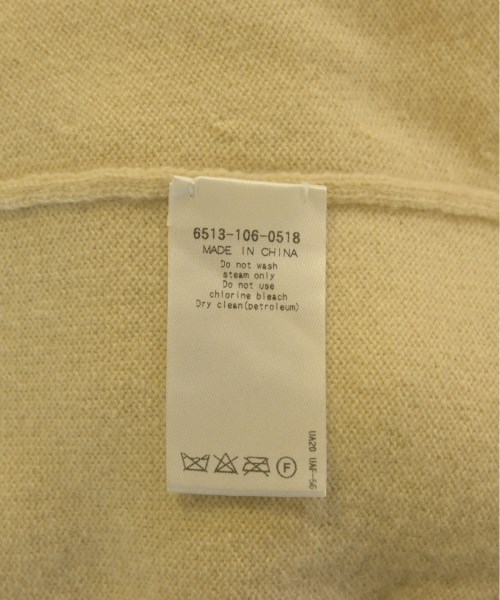 6513-106-0518
MADE IN CHINA
Do not wash
steam only
Do not use
chlorine bleach
Dry clean(petroleum)
F
UA20 UAF-56